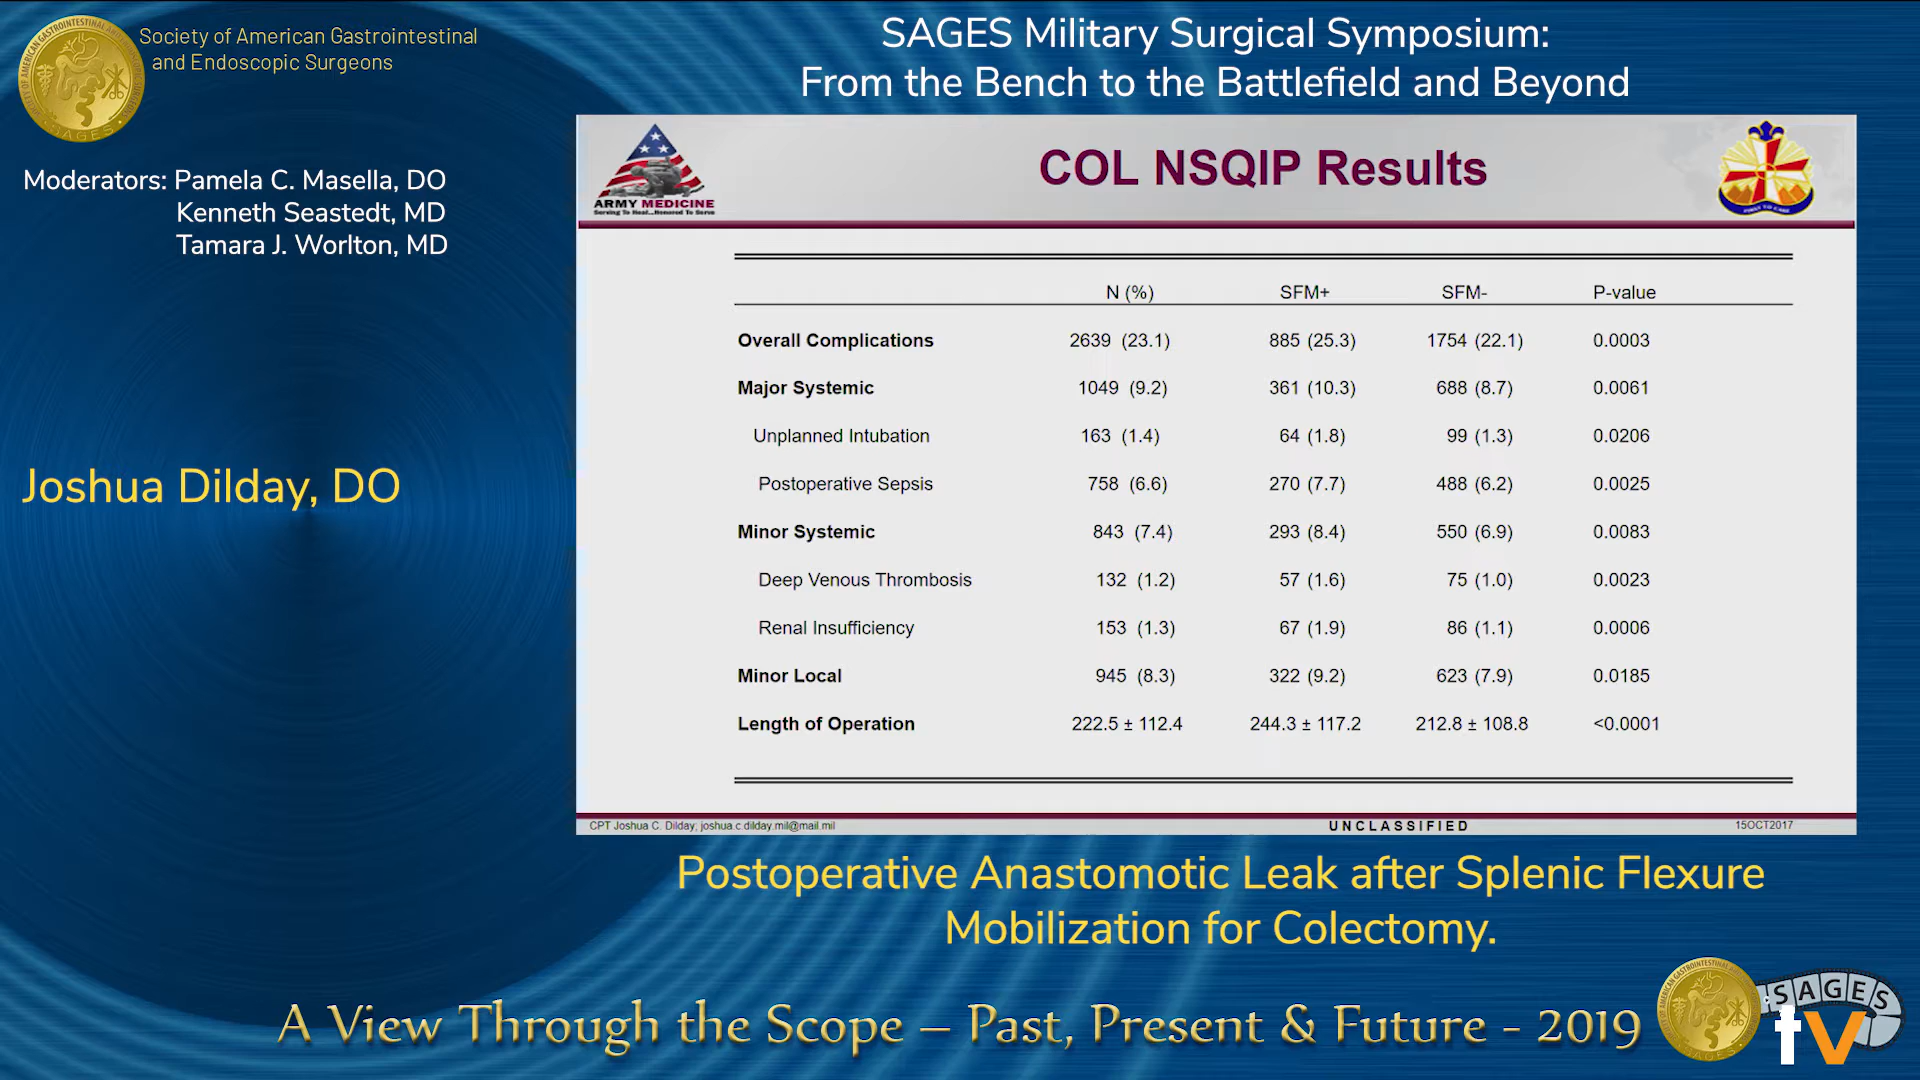 Society of American Gastrointestinal
and Endoscopic Surgeons
SAGES Military Surgical Symposium:
From the Bench to the Battlefield and Beyond
Moderators: Pamela C. Masella, DO
Kenneth Seastedt, MD
Tamara J. Worlton, MD
Joshua Dilday, DO
ARMY MEDICINE
Serving To Heal...Honored To Serve
COL NSQIP Results
N (%) SFM+ SFM- P-value
Overall Complications 2639 (23.1) 885 (25.3) 1754 (22.1) 0.0003
Major Systemic 1049 (9.2) 361 (10.3) 688 (8.7) 0.0061
Unplanned Intubation 163 (1.4) 64 (1.8) 99 (1.3) 0.0206
Postoperative Sepsis 758 (6.6) 270 (7.7) 488 (6.2) 0.0025
Minor Systemic 843 (7.4) 293 (8.4) 550 (6.9) 0.0083
Deep Venous Thrombosis 132 (1.2) 57 (1.6) 75 (1.0) 0.0023
Renal Insufficiency 153 (1.3) 67 (1.9) 86 (1.1) 0.0006
Minor Local 945 (8.3) 322 (9.2) 623 (7.9) 0.0185
Length of Operation 222.5 ± 112.4 244.3 ± 117.2 212.8 ± 108.8 <0.0001
CPT Joshua C. Dilday; joshua.c.dilday.mil@mail.mil
UNCLASSIFIED
15OCT2017
Postoperative Anastomotic Leak after Splenic Flexure
Mobilization for Colectomy.
A View Through the Scope – Past, Present & Future - 2019
SAGES
tv